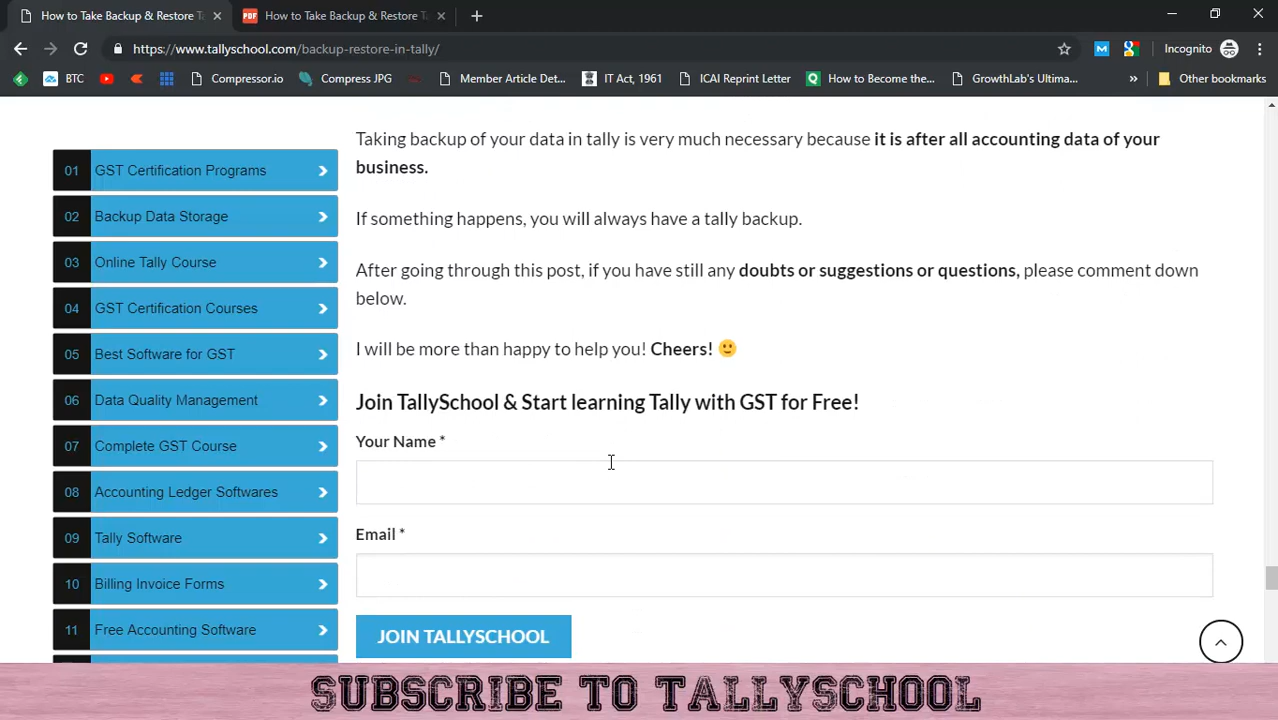 How to Take Backup & Restore T
How to Take Backup & Restore T
https://www.tallyschool.com/backup-restore-in-tally/
Incognito
BTC
Compressor.io
Compress JPG
Member Article Det...
IT Act, 1961
ICAI Reprint Letter
How to Become the...
GrowthLab's Ultima...
Other bookmarks
01 GST Certification Programs
02 Backup Data Storage
03 Online Tally Course
04 GST Certification Courses
05 Best Software for GST
06 Data Quality Management
07 Complete GST Course
08 Accounting Ledger Softwares
09 Tally Software
10 Billing Invoice Forms
11 Free Accounting Software
Taking backup of your data in tally is very much necessary because it is after all accounting data of your
business.
If something happens, you will always have a tally backup.
After going through this post, if you have still any doubts or suggestions or questions, please comment down
below.
I will be more than happy to help you! Cheers! 🙂
Join TallySchool & Start learning Tally with GST for Free!
Your Name *
Email *
JOIN TALLYSCHOOL
SUBSCRIBE TO TALLYSCHOOL